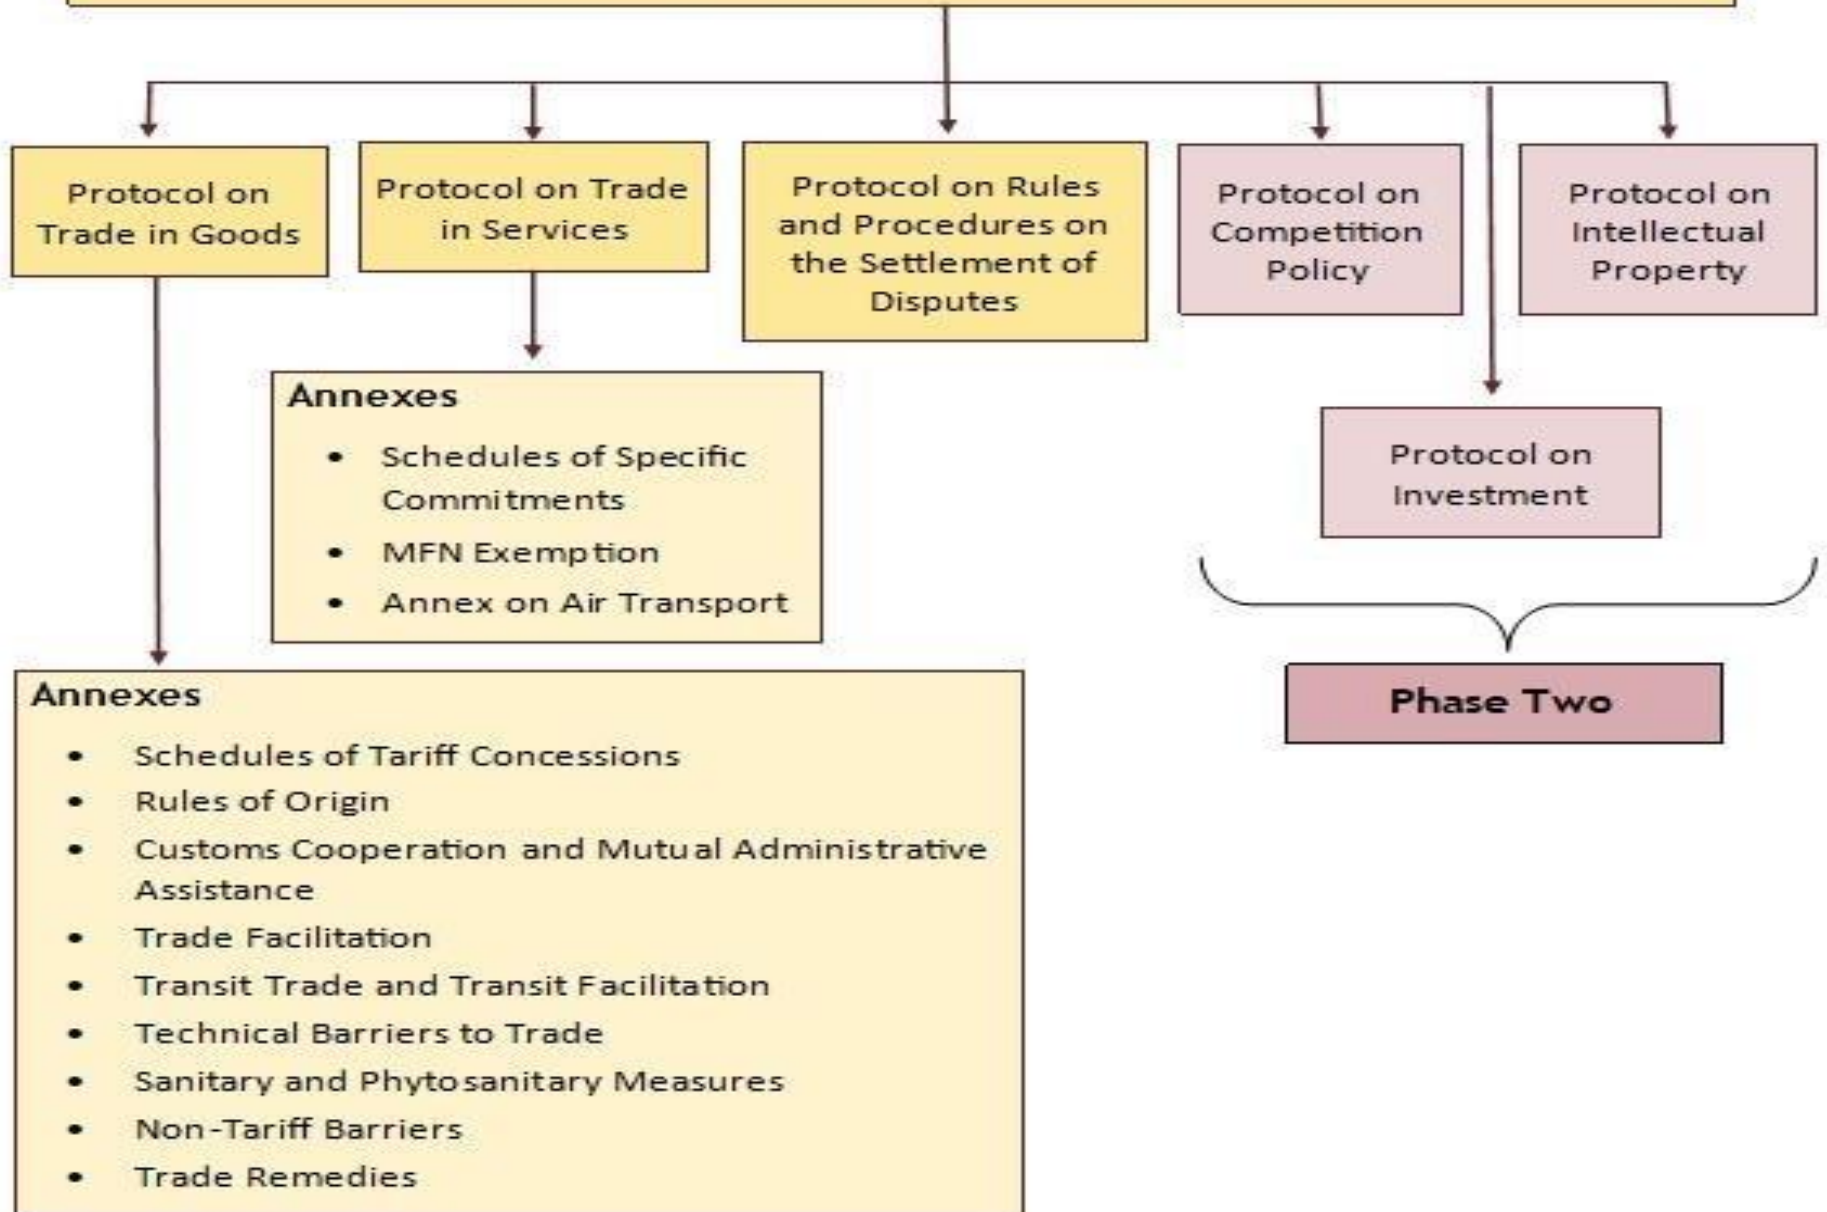 Protocol on
Trade in Goods
Protocol on Trade
in Services
Protocol on Rules
and Procedures on
the Settlement of
Disputes
Protocol on
Competition
Policy
Protocol on
Intellectual
Property
Protocol on
Investment
Annexes
• Schedules of Specific
Commitments
• MFN Exemption
• Annex on Air Transport
Phase Two
Annexes
• Schedules of Tariff Concessions
• Rules of Origin
• Customs Cooperation and Mutual Administrative
Assistance
• Trade Facilitation
• Transit Trade and Transit Facilitation
• Technical Barriers to Trade
• Sanitary and Phytosanitary Measures
• Non-Tariff Barriers
• Trade Remedies